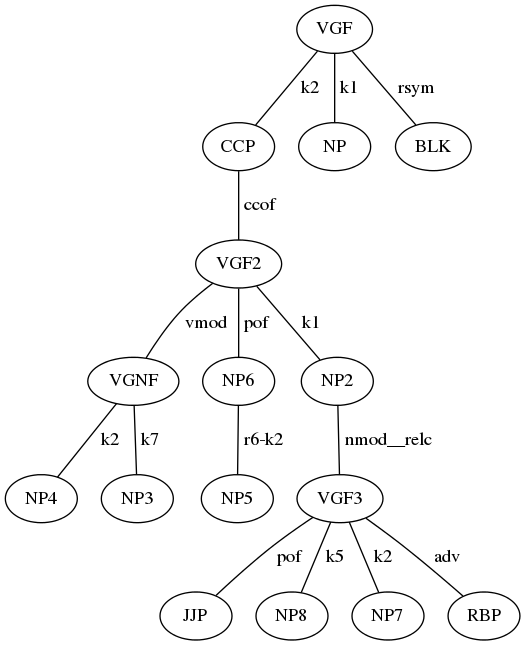 VGF
k2 k1 rsym
CCP NP BLK
ccof
VGF2
vmod pof k1
VGNF NP6 NP2
k2 k7 r6-k2 nmod__relc
NP4 NP3 NP5 VGF3
pof k5 k2 adv
JJP NP8 NP7 RBP